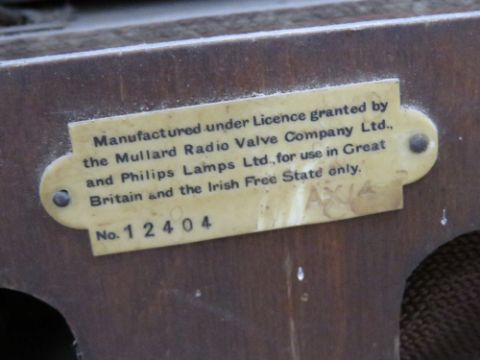 Manufactured under Licence granted by
the Mullard Radio Valve Company Ltd.,
and Philips Lamps Ltd., for use in Great
Britain and the Irish Free State only.
No. 12404